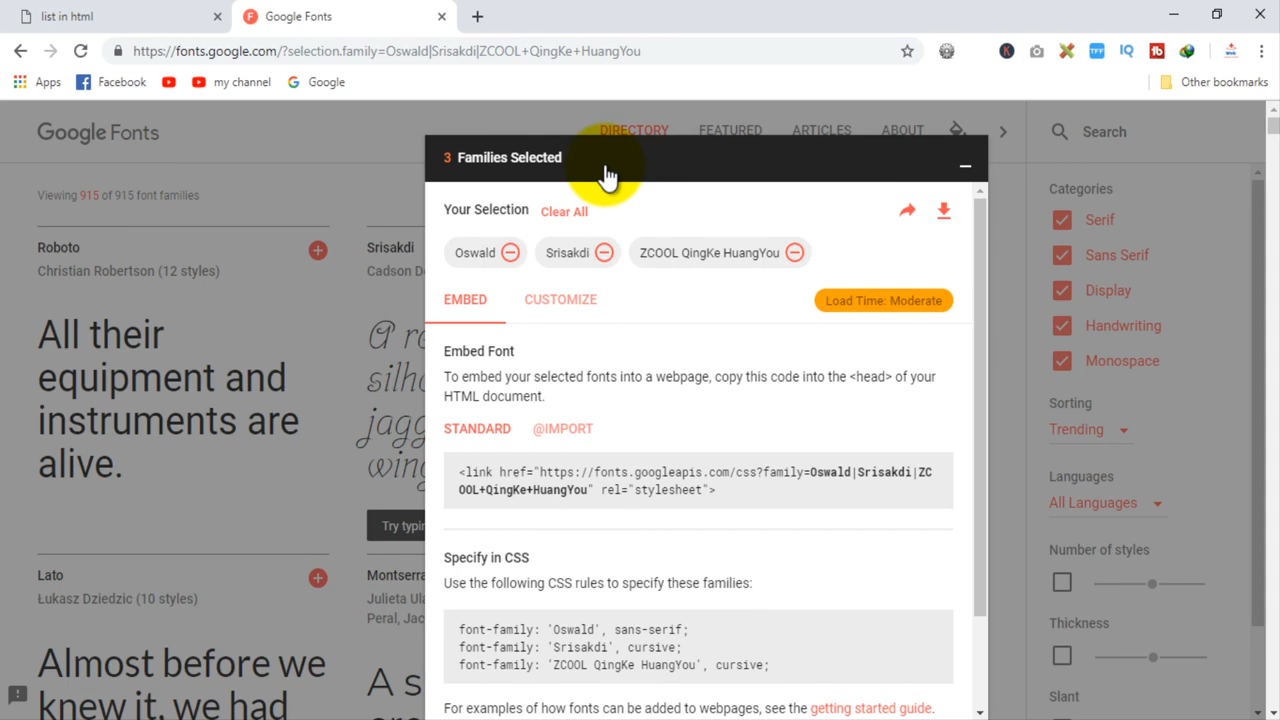 list in html
Google Fonts
https://fonts.google.com/?selection.family=Oswald|Srisakdi|ZCOOL+QingKe+HuangYou
Apps
Facebook
my channel
Google
Other bookmarks
Google Fonts
DIRECTORY
FEATURED
ARTICLES
ABOUT
Search
Viewing 915 of 915 font families
Roboto
Christian Robertson (12 styles)
All their
equipment and
instruments are
alive.
Lato
Łukasz Dziedzic (10 styles)
Almost before we
knew it, we had
Srisakdi
Cadson D
A r
silh
jagg
wing
Try typin
Montserra
Julieta Ula
Peral, Jac
A s
3 Families Selected
Your Selection
Clear All
Oswald
Srisakdi
ZCOOL QingKe HuangYou
EMBED
CUSTOMIZE
Load Time: Moderate
Embed Font
To embed your selected fonts into a webpage, copy this code into the <head> of your
HTML document.
STANDARD
@IMPORT
<link href="https://fonts.googleapis.com/css?family=Oswald|Srisakdi|ZC
OOL+QingKe+HuangYou" rel="stylesheet">
Specify in CSS
Use the following CSS rules to specify these families:
font-family: 'Oswald', sans-serif;
font-family: 'Srisakdi', cursive;
font-family: 'ZCOOL QingKe HuangYou', cursive;
For examples of how fonts can be added to webpages, see the getting started guide.
Categories
Serif
Sans Serif
Display
Handwriting
Monospace
Sorting
Trending
Languages
All Languages
Number of styles
Thickness
Slant